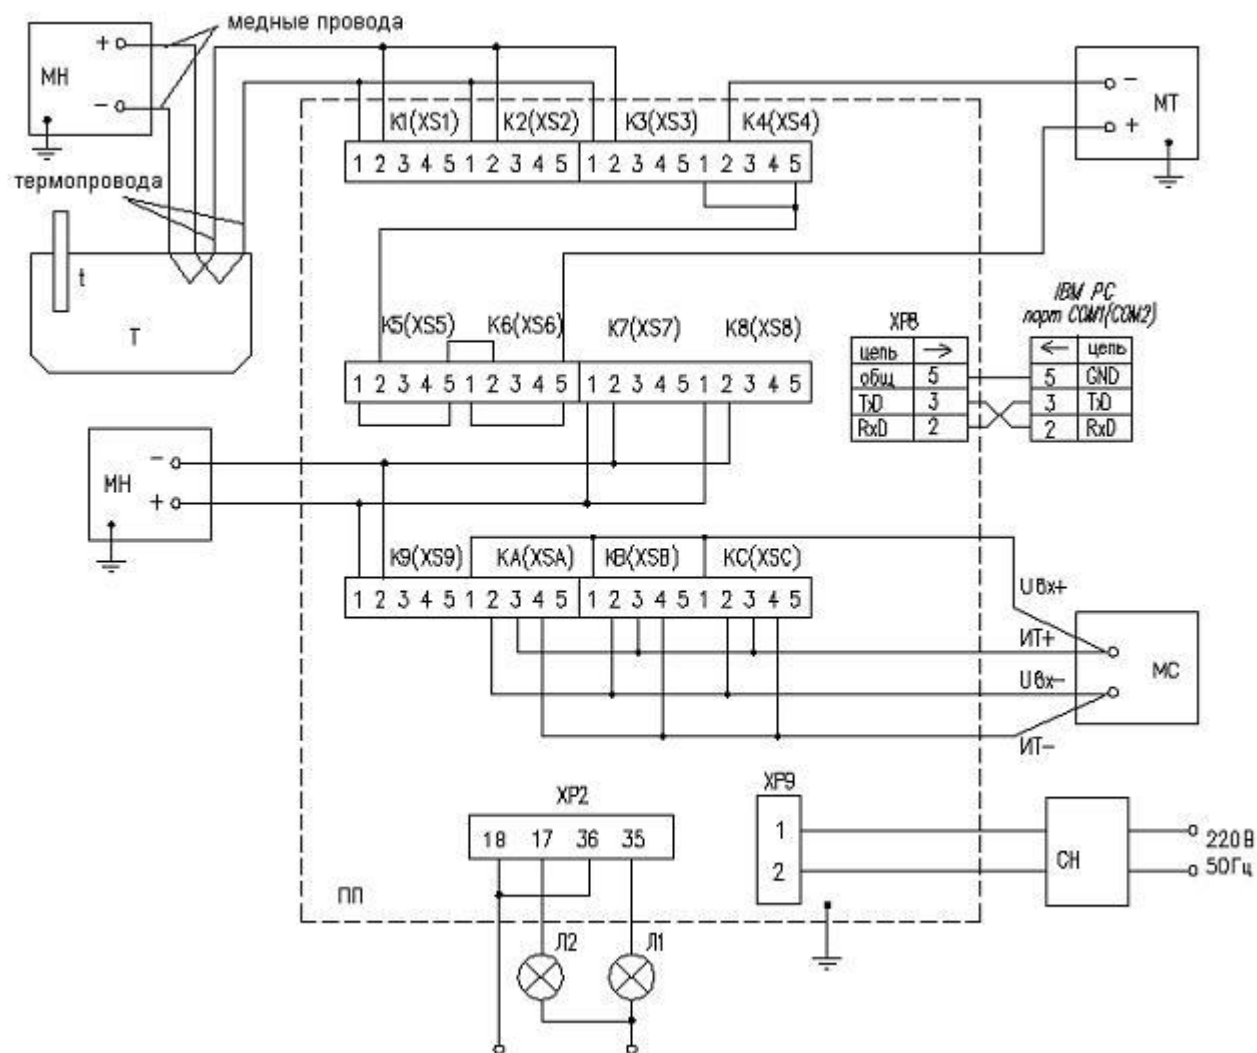 медные провода
+
МН
−
термопровода
t
Т
К1(XS1) К2(XS2) К3(XS3) К4(XS4)
1 2 3 4 5 1 2 3 4 5 1 2 3 4 5 1 2 3 4 5
−
МТ
+
К5(XS5) К6(XS6) К7(XS7) К8(XS8)
1 2 3 4 5 1 2 3 4 5 1 2 3 4 5 1 2 3 4 5
IBM PC
порт COM1(COM2)
ХР8
цепь → ← цепь
общ 5 5 GND
TxD 3 3 TxD
RxD 2 2 RxD
−
МН
+
К9(XS9) КА(XSA) КВ(XSB) КС(XSC)
1 2 3 4 5 1 2 3 4 5 1 2 3 4 5 1 2 3 4 5
Uвх+
ИТ+
Uвх−
ИТ−
МС
ХР2
18 17 36 35
ХР9
1
2
СН
220В
50Гц
ПП
Л2 Л1